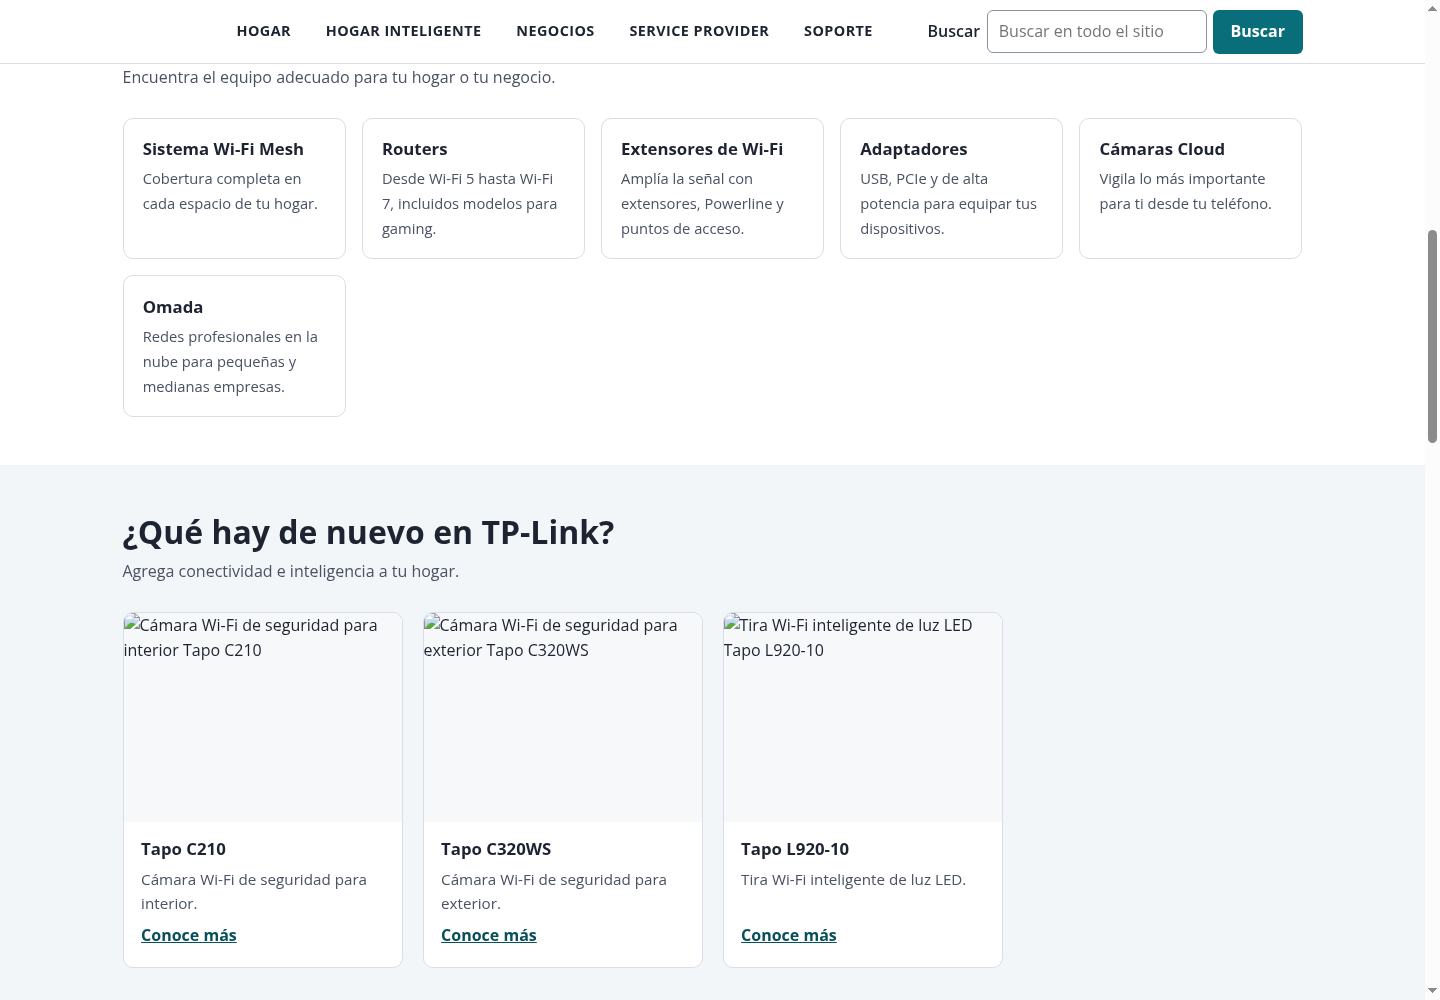 HOGAR HOGAR INTELIGENTE NEGOCIOS SERVICE PROVIDER SOPORTE Buscar Buscar en todo el sitio Buscar
Encuentra el equipo adecuado para tu hogar o tu negocio.
Sistema Wi-Fi Mesh
Cobertura completa en
cada espacio de tu hogar.
Routers
Desde Wi-Fi 5 hasta Wi-Fi
7, incluidos modelos para
gaming.
Extensores de Wi-Fi
Amplía la señal con
extensores, Powerline y
puntos de acceso.
Adaptadores
USB, PCIe y de alta
potencia para equipar tus
dispositivos.
Cámaras Cloud
Vigila lo más importante
para ti desde tu teléfono.
Omada
Redes profesionales en la
nube para pequeñas y
medianas empresas.
¿Qué hay de nuevo en TP-Link?
Agrega conectividad e inteligencia a tu hogar.
Cámara Wi-Fi de seguridad para
interior Tapo C210
Tapo C210
Cámara Wi-Fi de seguridad para
interior.
Conoce más
Cámara Wi-Fi de seguridad para
exterior Tapo C320WS
Tapo C320WS
Cámara Wi-Fi de seguridad para
exterior.
Conoce más
Tira Wi-Fi inteligente de luz LED
Tapo L920-10
Tapo L920-10
Tira Wi-Fi inteligente de luz LED.
Conoce más